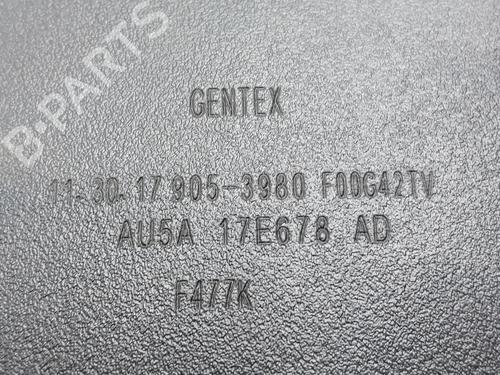 B-PARTS
GENTEX
11-30-17 905-3980 F00G42TV
AU5A 17E678 AD
F477K